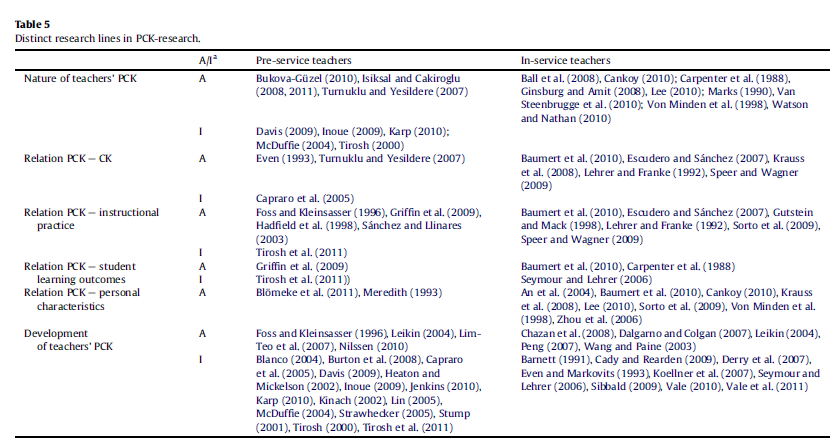 Table 5
Distinct research lines in PCK-research.
A/Iᵃ Pre-service teachers In-service teachers
Nature of teachers' PCK A Bukova-Güzel (2010), Isiksal and Cakiroglu Ball et al. (2008), Cankoy (2010); Carpenter et al. (1988),
(2008, 2011), Turnuklu and Yesildere (2007) Ginsburg and Amit (2008), Lee (2010); Marks (1990), Van
Steenbrugge et al. (2010); Von Minden et al. (1998), Watson
and Nathan (2010)
I Davis (2009), Inoue (2009), Karp (2010);
McDuffie (2004), Tirosh (2000)
Relation PCK – CK A Even (1993), Turnuklu and Yesildere (2007) Baumert et al. (2010), Escudero and Sánchez (2007), Krauss
et al. (2008), Lehrer and Franke (1992), Speer and Wagner
(2009)
I Capraro et al. (2005)
Relation PCK – instructional A Foss and Kleinsasser (1996), Griffin et al. (2009), Baumert et al. (2010), Escudero and Sánchez (2007), Gutstein
practice Hadfield et al. (1998), Sánchez and Llinares and Mack (1998), Lehrer and Franke (1992), Sorto et al. (2009),
(2003) Speer and Wagner (2009)
I Tirosh et al. (2011)
Relation PCK – student A Griffin et al. (2009) Baumert et al. (2010), Carpenter et al. (1988)
learning outcomes I Tirosh et al. (2011)) Seymour and Lehrer (2006)
Relation PCK – personal A Blömeke et al. (2011), Meredith (1993) An et al. (2004), Baumert et al. (2010), Cankoy (2010), Krauss
characteristics et al. (2008), Lee (2010), Sorto et al. (2009), Von Minden et al.
(1998), Zhou et al. (2006)
Development A Foss and Kleinsasser (1996), Leikin (2004), Lim- Chazan et al. (2008), Dalgarno and Colgan (2007), Leikin (2004),
of teachers' PCK Teo et al. (2007), Nilssen (2010) Peng (2007), Wang and Paine (2003)
I Blanco (2004), Burton et al. (2008), Capraro Barnett (1991), Cady and Rearden (2009), Derry et al. (2007),
et al. (2005), Davis (2009), Heaton and Even and Markovits (1993), Koellner et al. (2007), Seymour and
Mickelson (2002), Inoue (2009), Jenkins (2010), Lehrer (2006), Sibbald (2009), Vale (2010), Vale et al. (2011)
Karp (2010), Kinach (2002), Lin (2005),
McDuffie (2004), Strawhecker (2005), Stump
(2001), Tirosh (2000), Tirosh et al. (2011)